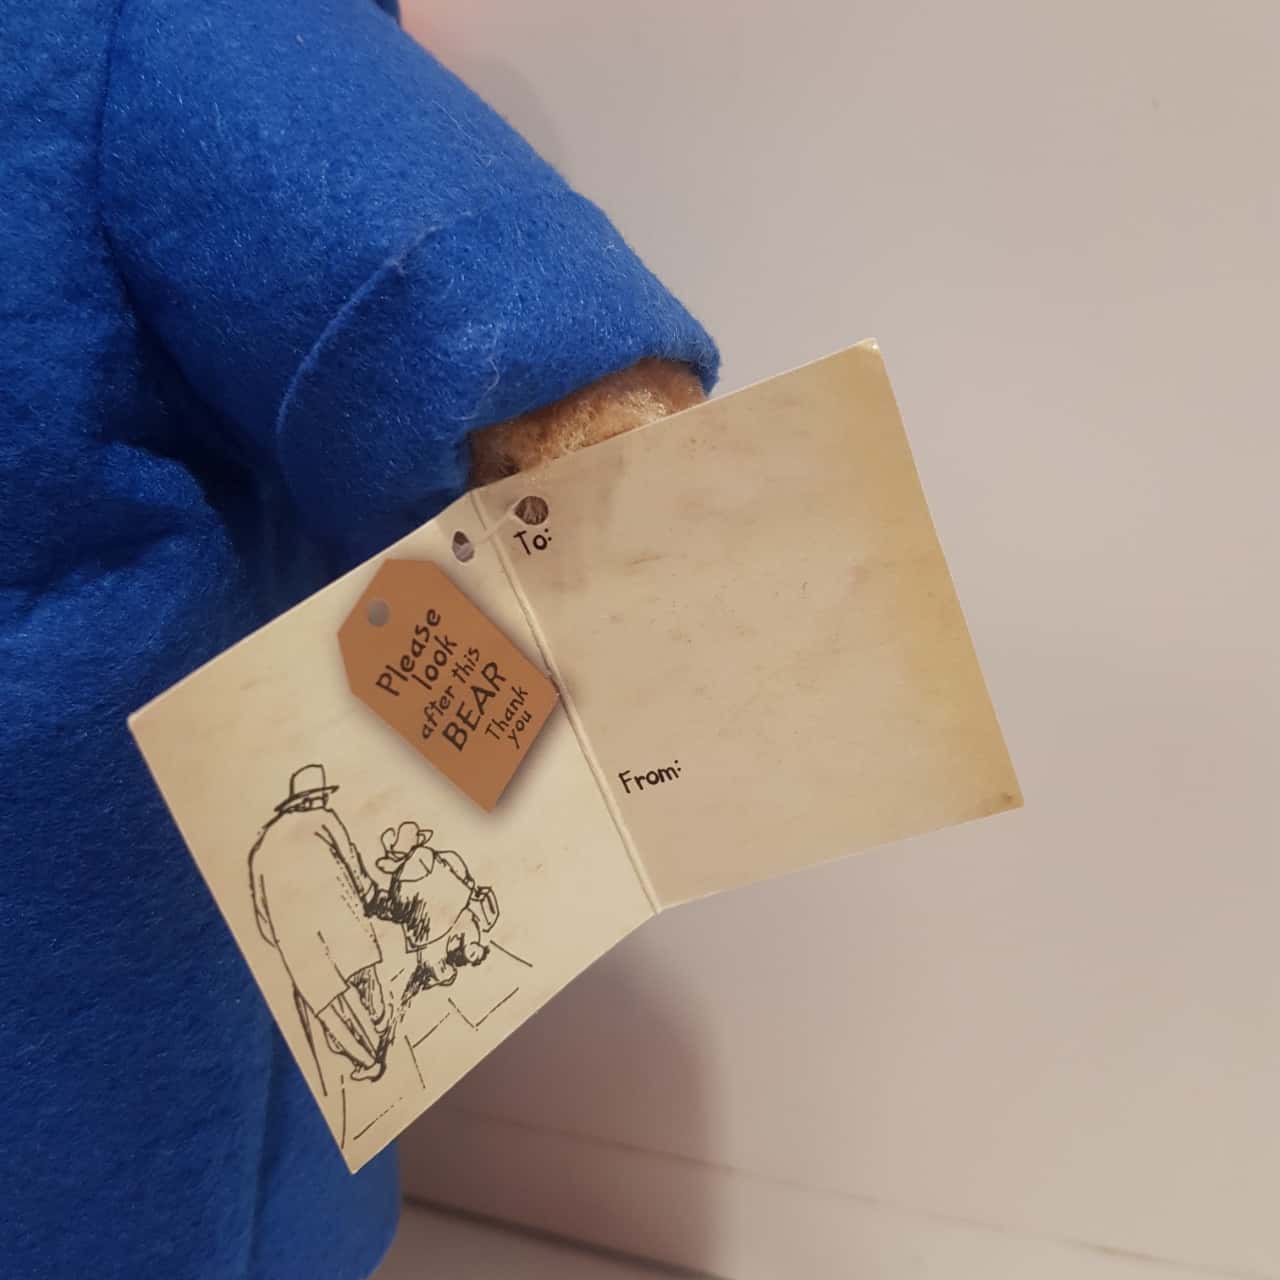 Please
look
after this
BEAR
Thank
you
To:
From: